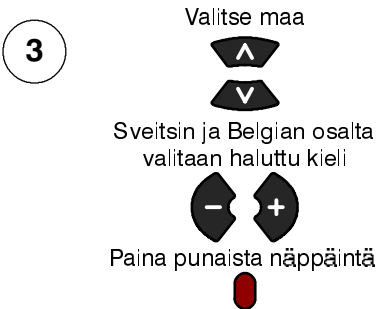 3
Valitse maa
Sveitsin ja Belgian osalta
valitaan haluttu kieli
− +
Paina punaista näppäintä